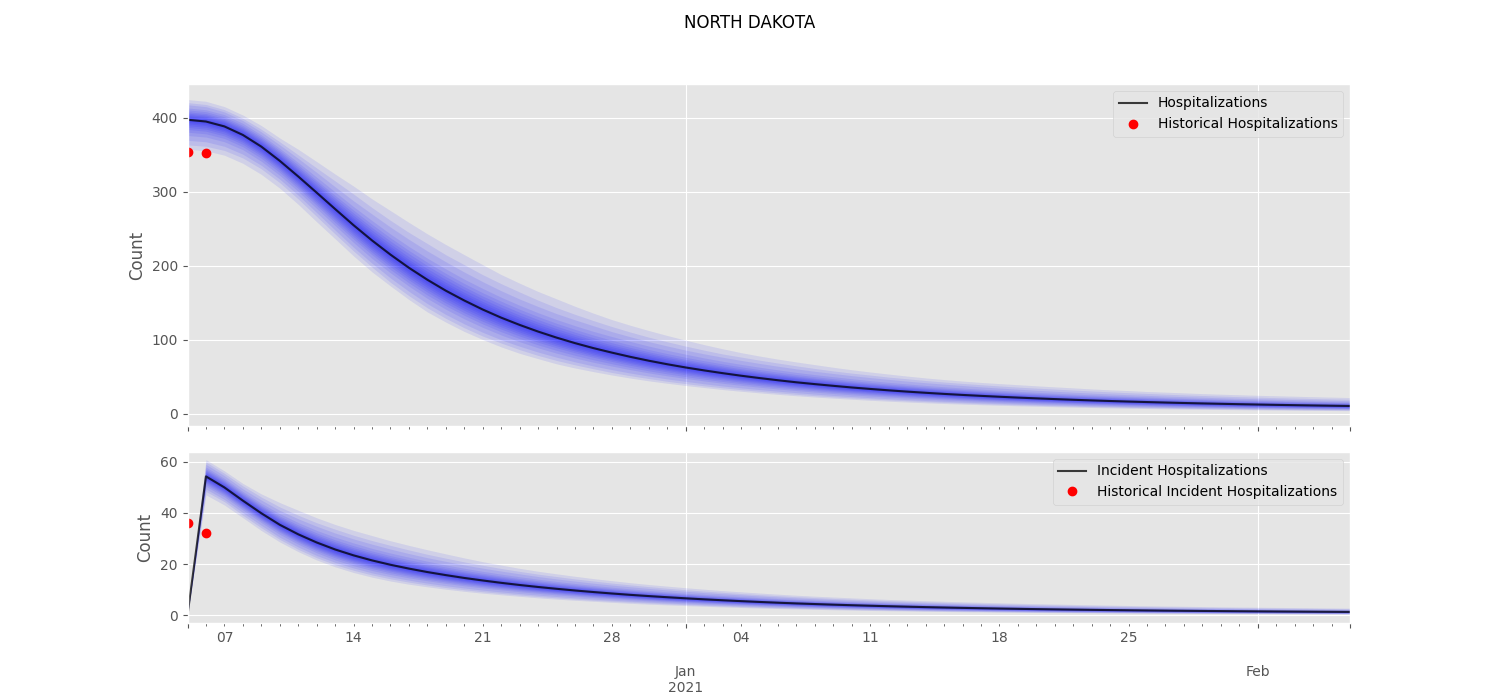 NORTH DAKOTA
Count
400
300
200
100
0
Hospitalizations
Historical Hospitalizations
Count
60
40
20
0
Incident Hospitalizations
Historical Incident Hospitalizations
07 14 21 28 04 11 18 25
Jan Feb
2021